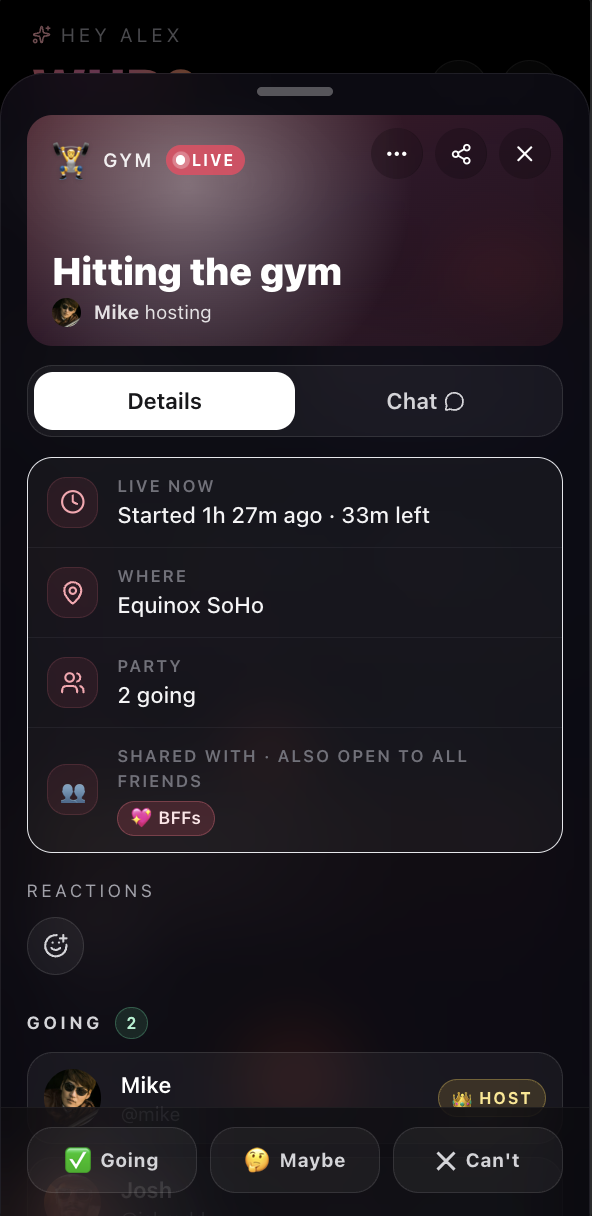 HEY ALEX
GYM
LIVE
Hitting the gym
Mike hosting
Details
Chat
LIVE NOW
Started 1h 27m ago · 33m left
WHERE
Equinox SoHo
PARTY
2 going
SHARED WITH · ALSO OPEN TO ALL
FRIENDS
💖 BFFs
REACTIONS
GOING 2
Mike
👑 HOST
@mike
✅ Going
🤔 Maybe
Can't
Josh